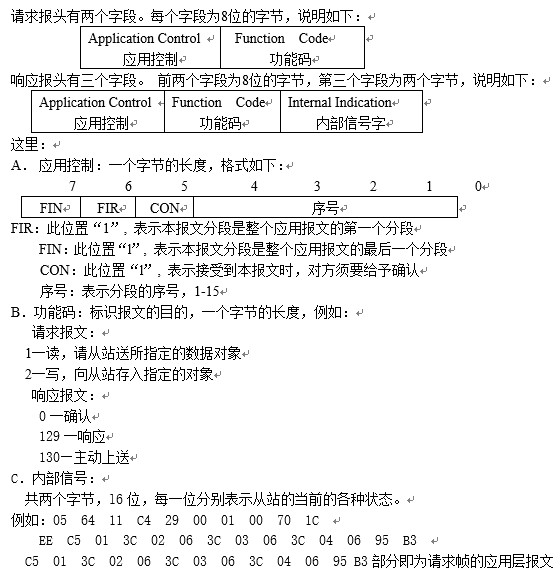 请求报头有两个字段。每个字段为8位的字节，说明如下：
Application Control Function Code
应用控制 功能码
响应报头有三个字段。 前两个字段为8位的字节，第三个字段为两个字节，说明如下：
Application Control Function Code Internal Indication
应用控制 功能码 内部信号字
这里：
A． 应用控制：一个字节的长度，格式如下：
7 6 5 4 3 2 1 0
FIN FIR CON 序号
FIR：此位置“1”，表示本报文分段是整个应用报文的第一个分段
FIN：此位置“l”，表示本报文分段是整个应用报文的最后一个分段
CON：此位置“l”，表示接受到本报文时，对方须要给予确认
序号：表示分段的序号，1-15
B．功能码：标识报文的目的，一个字节的长度，例如：
请求报文：
1—读，请从站送所指定的数据对象
2—写，向从站存入指定的对象
响应报文：
0 一确认
129 一响应
130—主动上送
C．内部信号：
共两个字节，16 位，每一位分别表示从站的当前的各种状态。
例如：05 64 11 C4 29 00 01 00 70 1C
EE C5 01 3C 02 06 3C 03 06 3C 04 06 95 B3
C5 01 3C 02 06 3C 03 06 3C 04 06 95 B3 部分即为请求帧的应用层报文